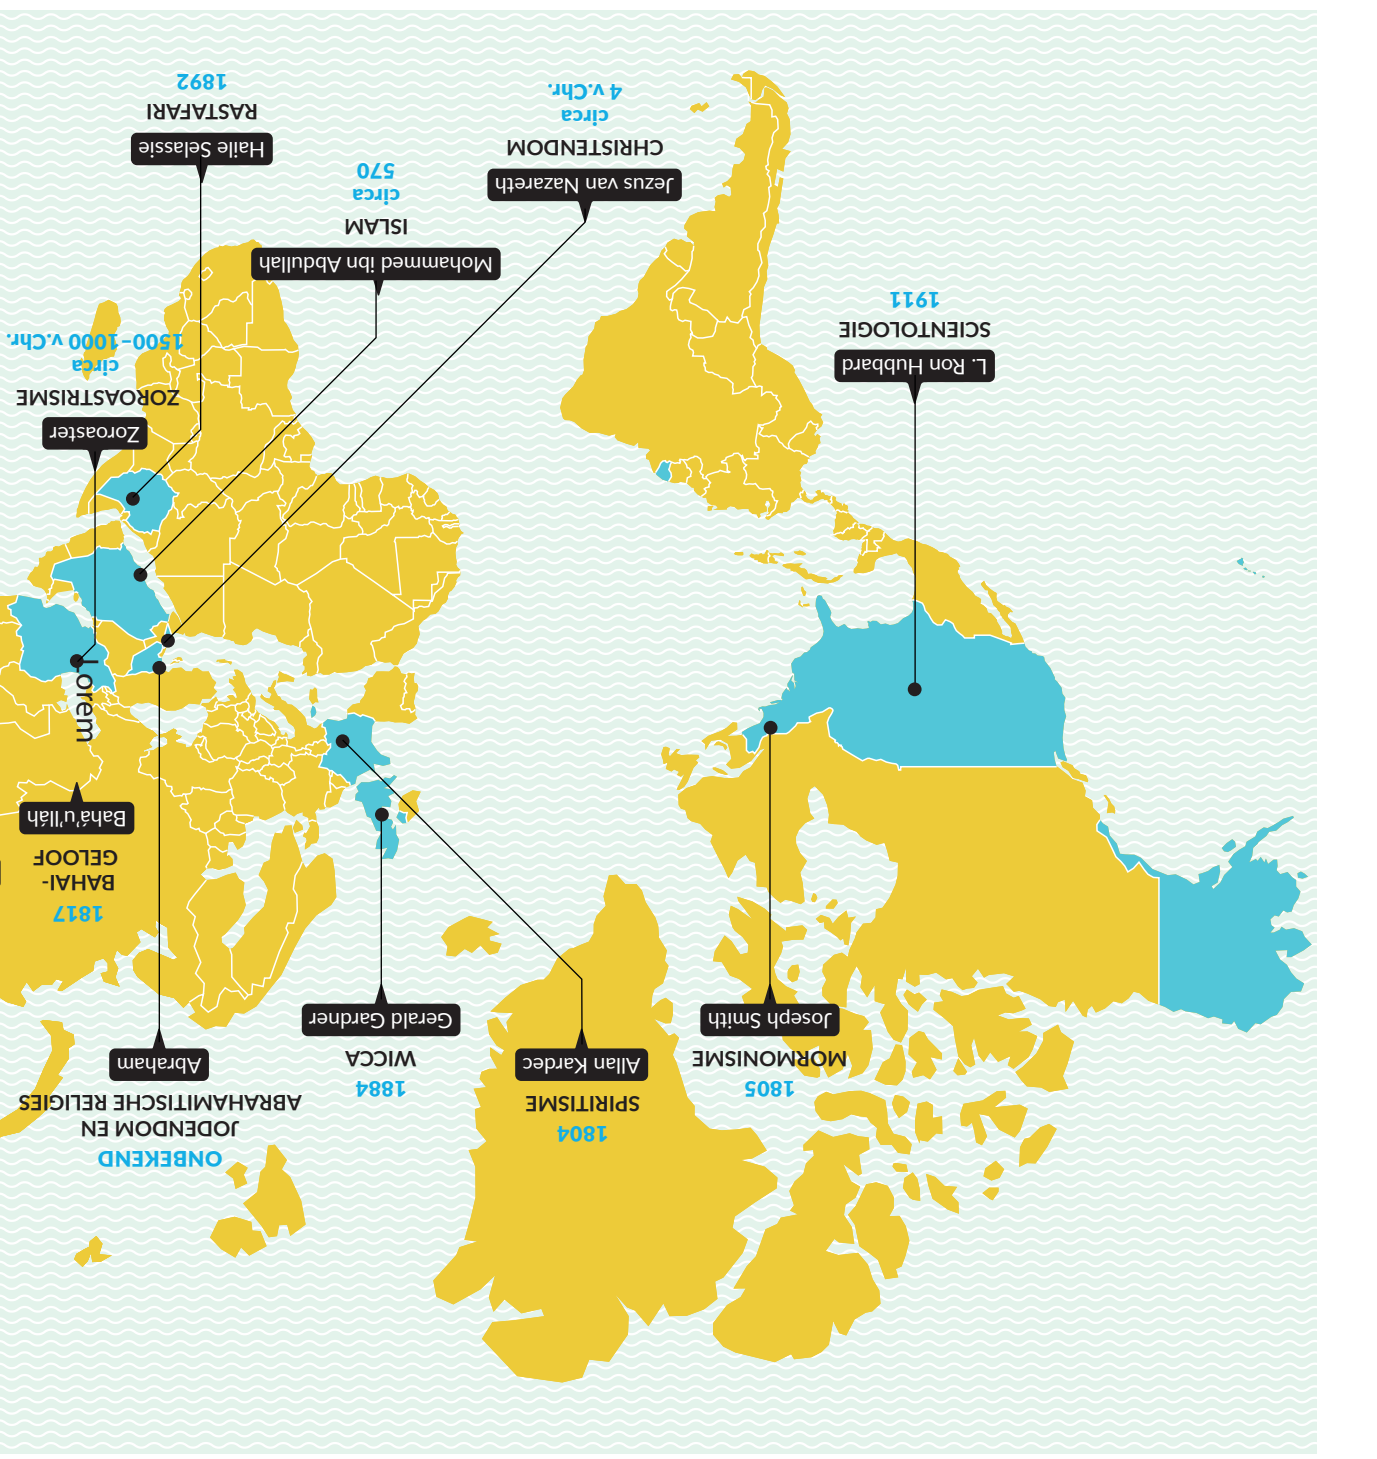 1805
MORMONISME
Joseph Smith
1804
SPIRITISME
Allan Kardec
1884
WICCA
Gerald Gardner
ONBEKEND
JODENDOM EN
ABRAHAMITISCHE RELIGIES
Abraham
1817
BAHAI-
GELOOF
Bahá’u’lláh
Lorem
L. Ron Hubbard
SCIENTOLOGIE
1911
Jezus van Nazareth
CHRISTENDOM
circa
4 v.Chr.
Mohammed ibn Abdullah
ISLAM
circa
570
Haile Selassie
RASTAFARI
1892
Zoroaster
ZOROASTRISME
circa
1500–1000 v.Chr.